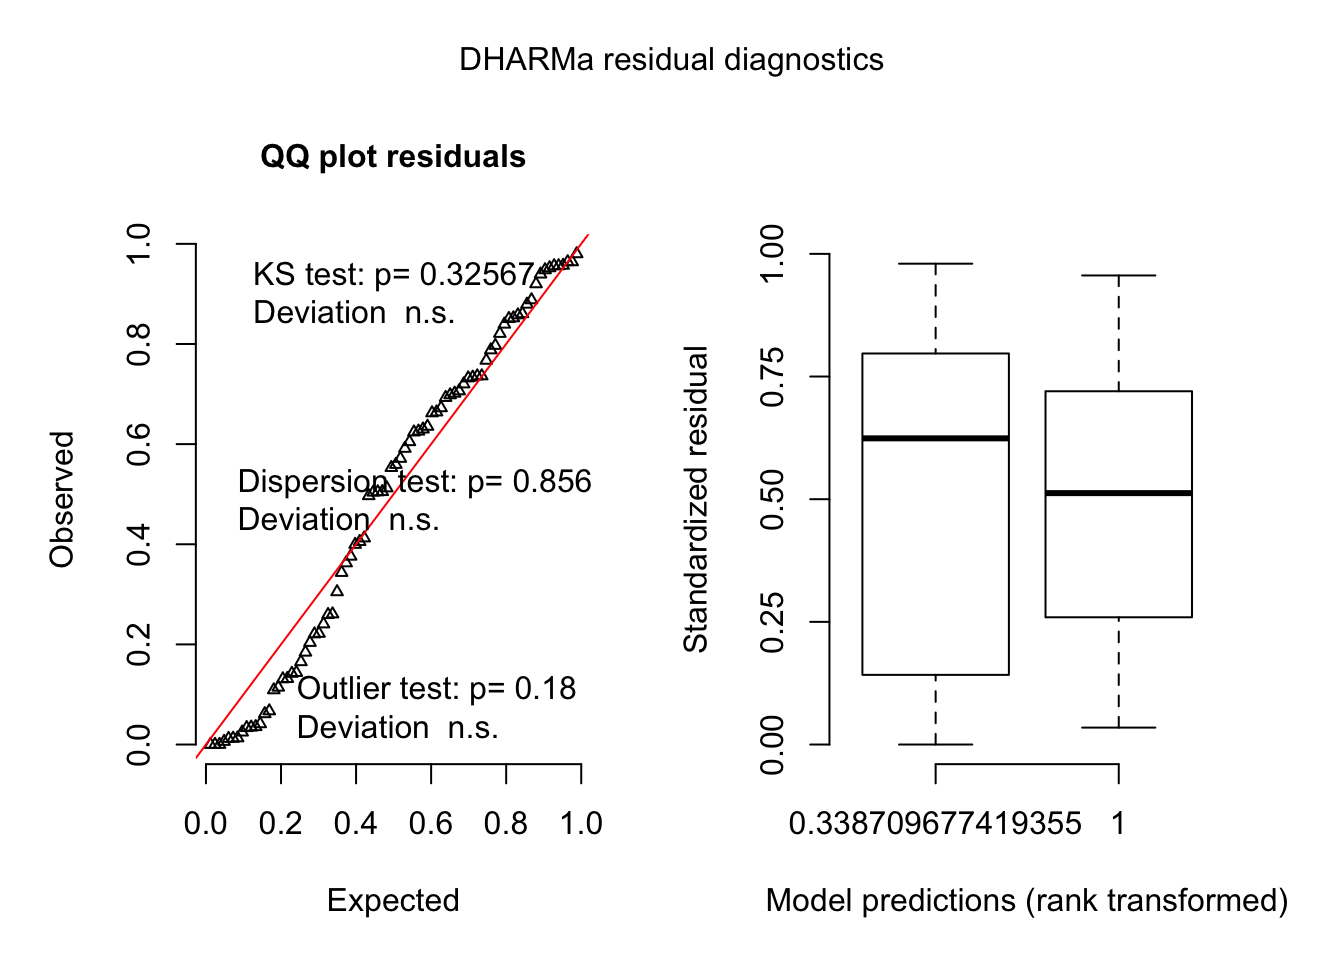 DHARMa residual diagnostics
QQ plot residuals
1.0
0.8
0.6
0.4
0.2
0.0
Observed
KS test: p= 0.32567
Deviation  n.s.
Dispersion test: p= 0.856
Deviation  n.s.
Outlier test: p= 0.18
Deviation  n.s.
0.0 0.2 0.4 0.6 0.8 1.0
Expected
1.00
0.75
0.50
0.25
0.00
Standardized residual
0.338709677419355 1
Model predictions (rank transformed)